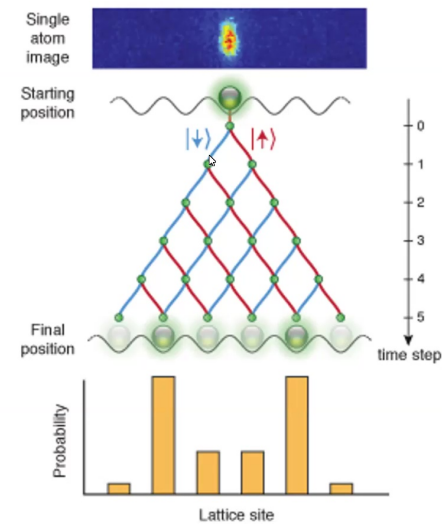 Single
atom
image
Starting
position
|↓⟩ |↑⟩
0
1
2
3
4
5
Final
position
time step
Probability
Lattice site